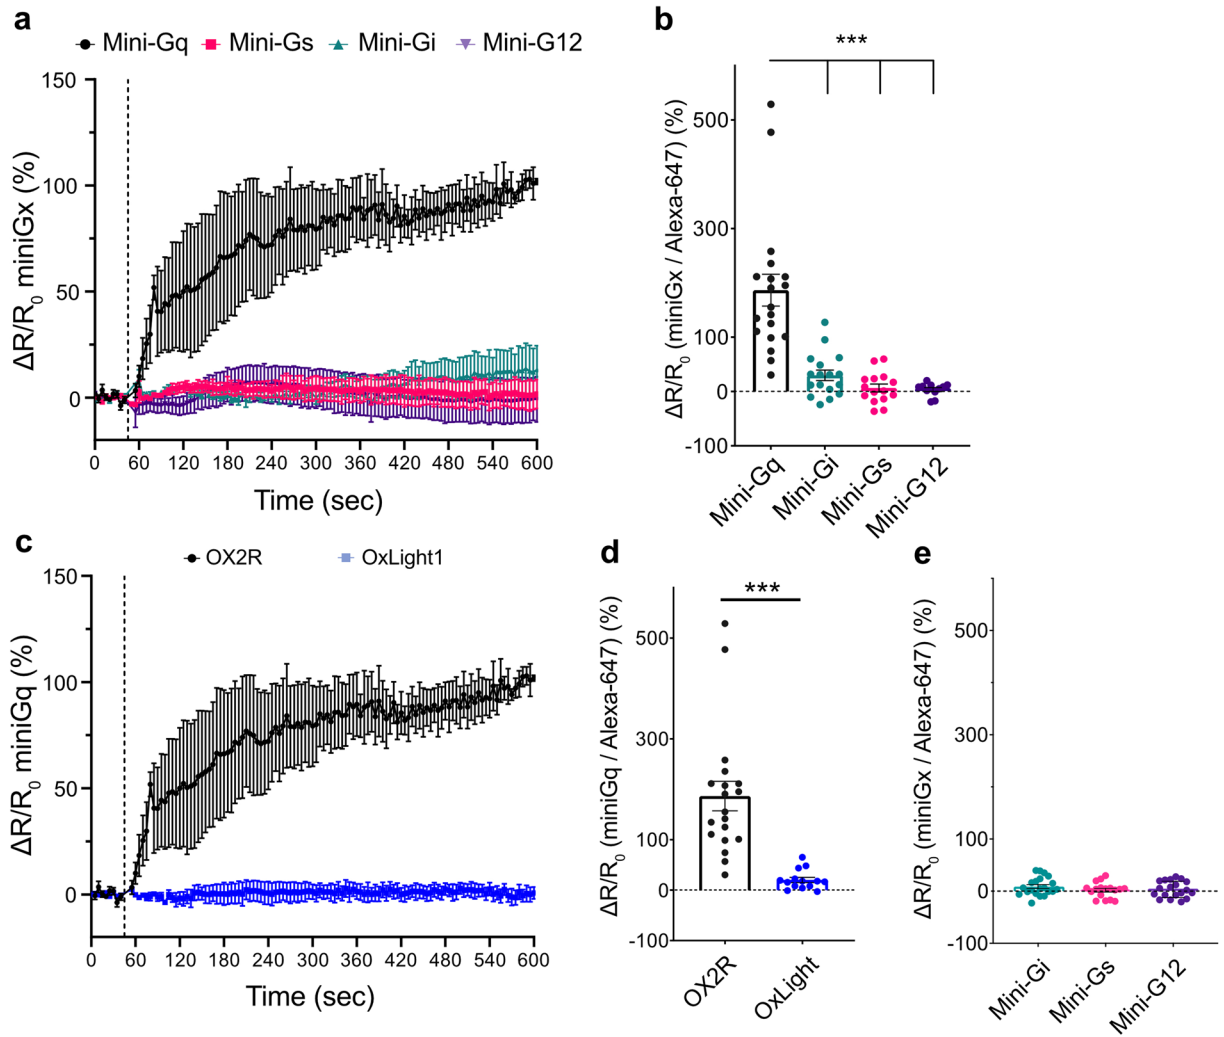 a
Mini-Gq Mini-Gs Mini-Gi Mini-G12
ΔR/R0 miniGx (%)
150
100
50
0
0 60 120 180 240 300 360 420 480 540 600
Time (sec)
b
***
ΔR/R0 (miniGx / Alexa-647) (%)
500
300
100
0
-100
Mini-Gq Mini-Gi Mini-Gs Mini-G12
c
OX2R OxLight1
ΔR/R0 miniGq (%)
150
100
50
0
0 60 120 180 240 300 360 420 480 540 600
Time (sec)
d
***
ΔR/R0 (miniGq / Alexa-647) (%)
500
300
100
0
-100
OX2R OxLight
e
ΔR/R0 (miniGx / Alexa-647) (%)
500
300
100
0
-100
Mini-Gi Mini-Gs Mini-G12